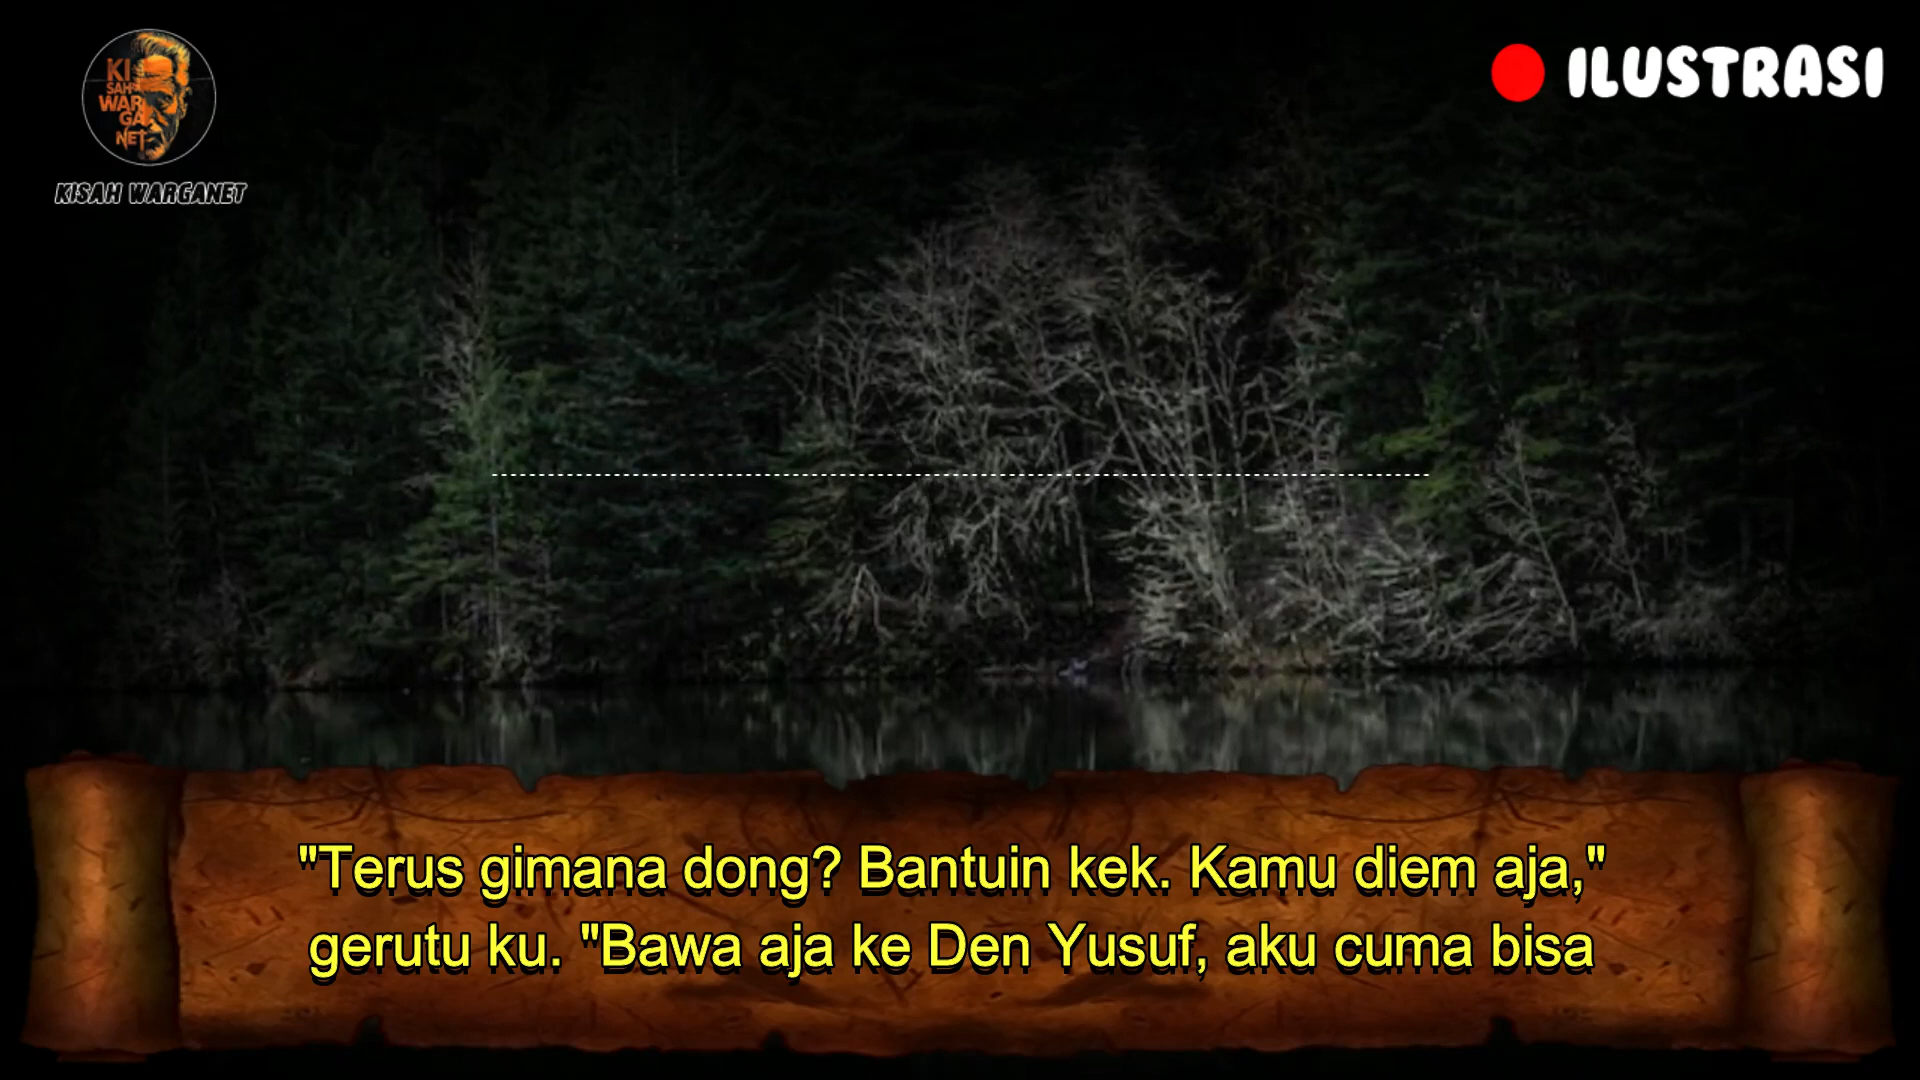 KI
SAH
WAR
GA
NET
KISAH WARGANET
ILUSTRASI
"Terus gimana dong? Bantuin kek. Kamu diem aja,"
gerutu ku. "Bawa aja ke Den Yusuf, aku cuma bisa